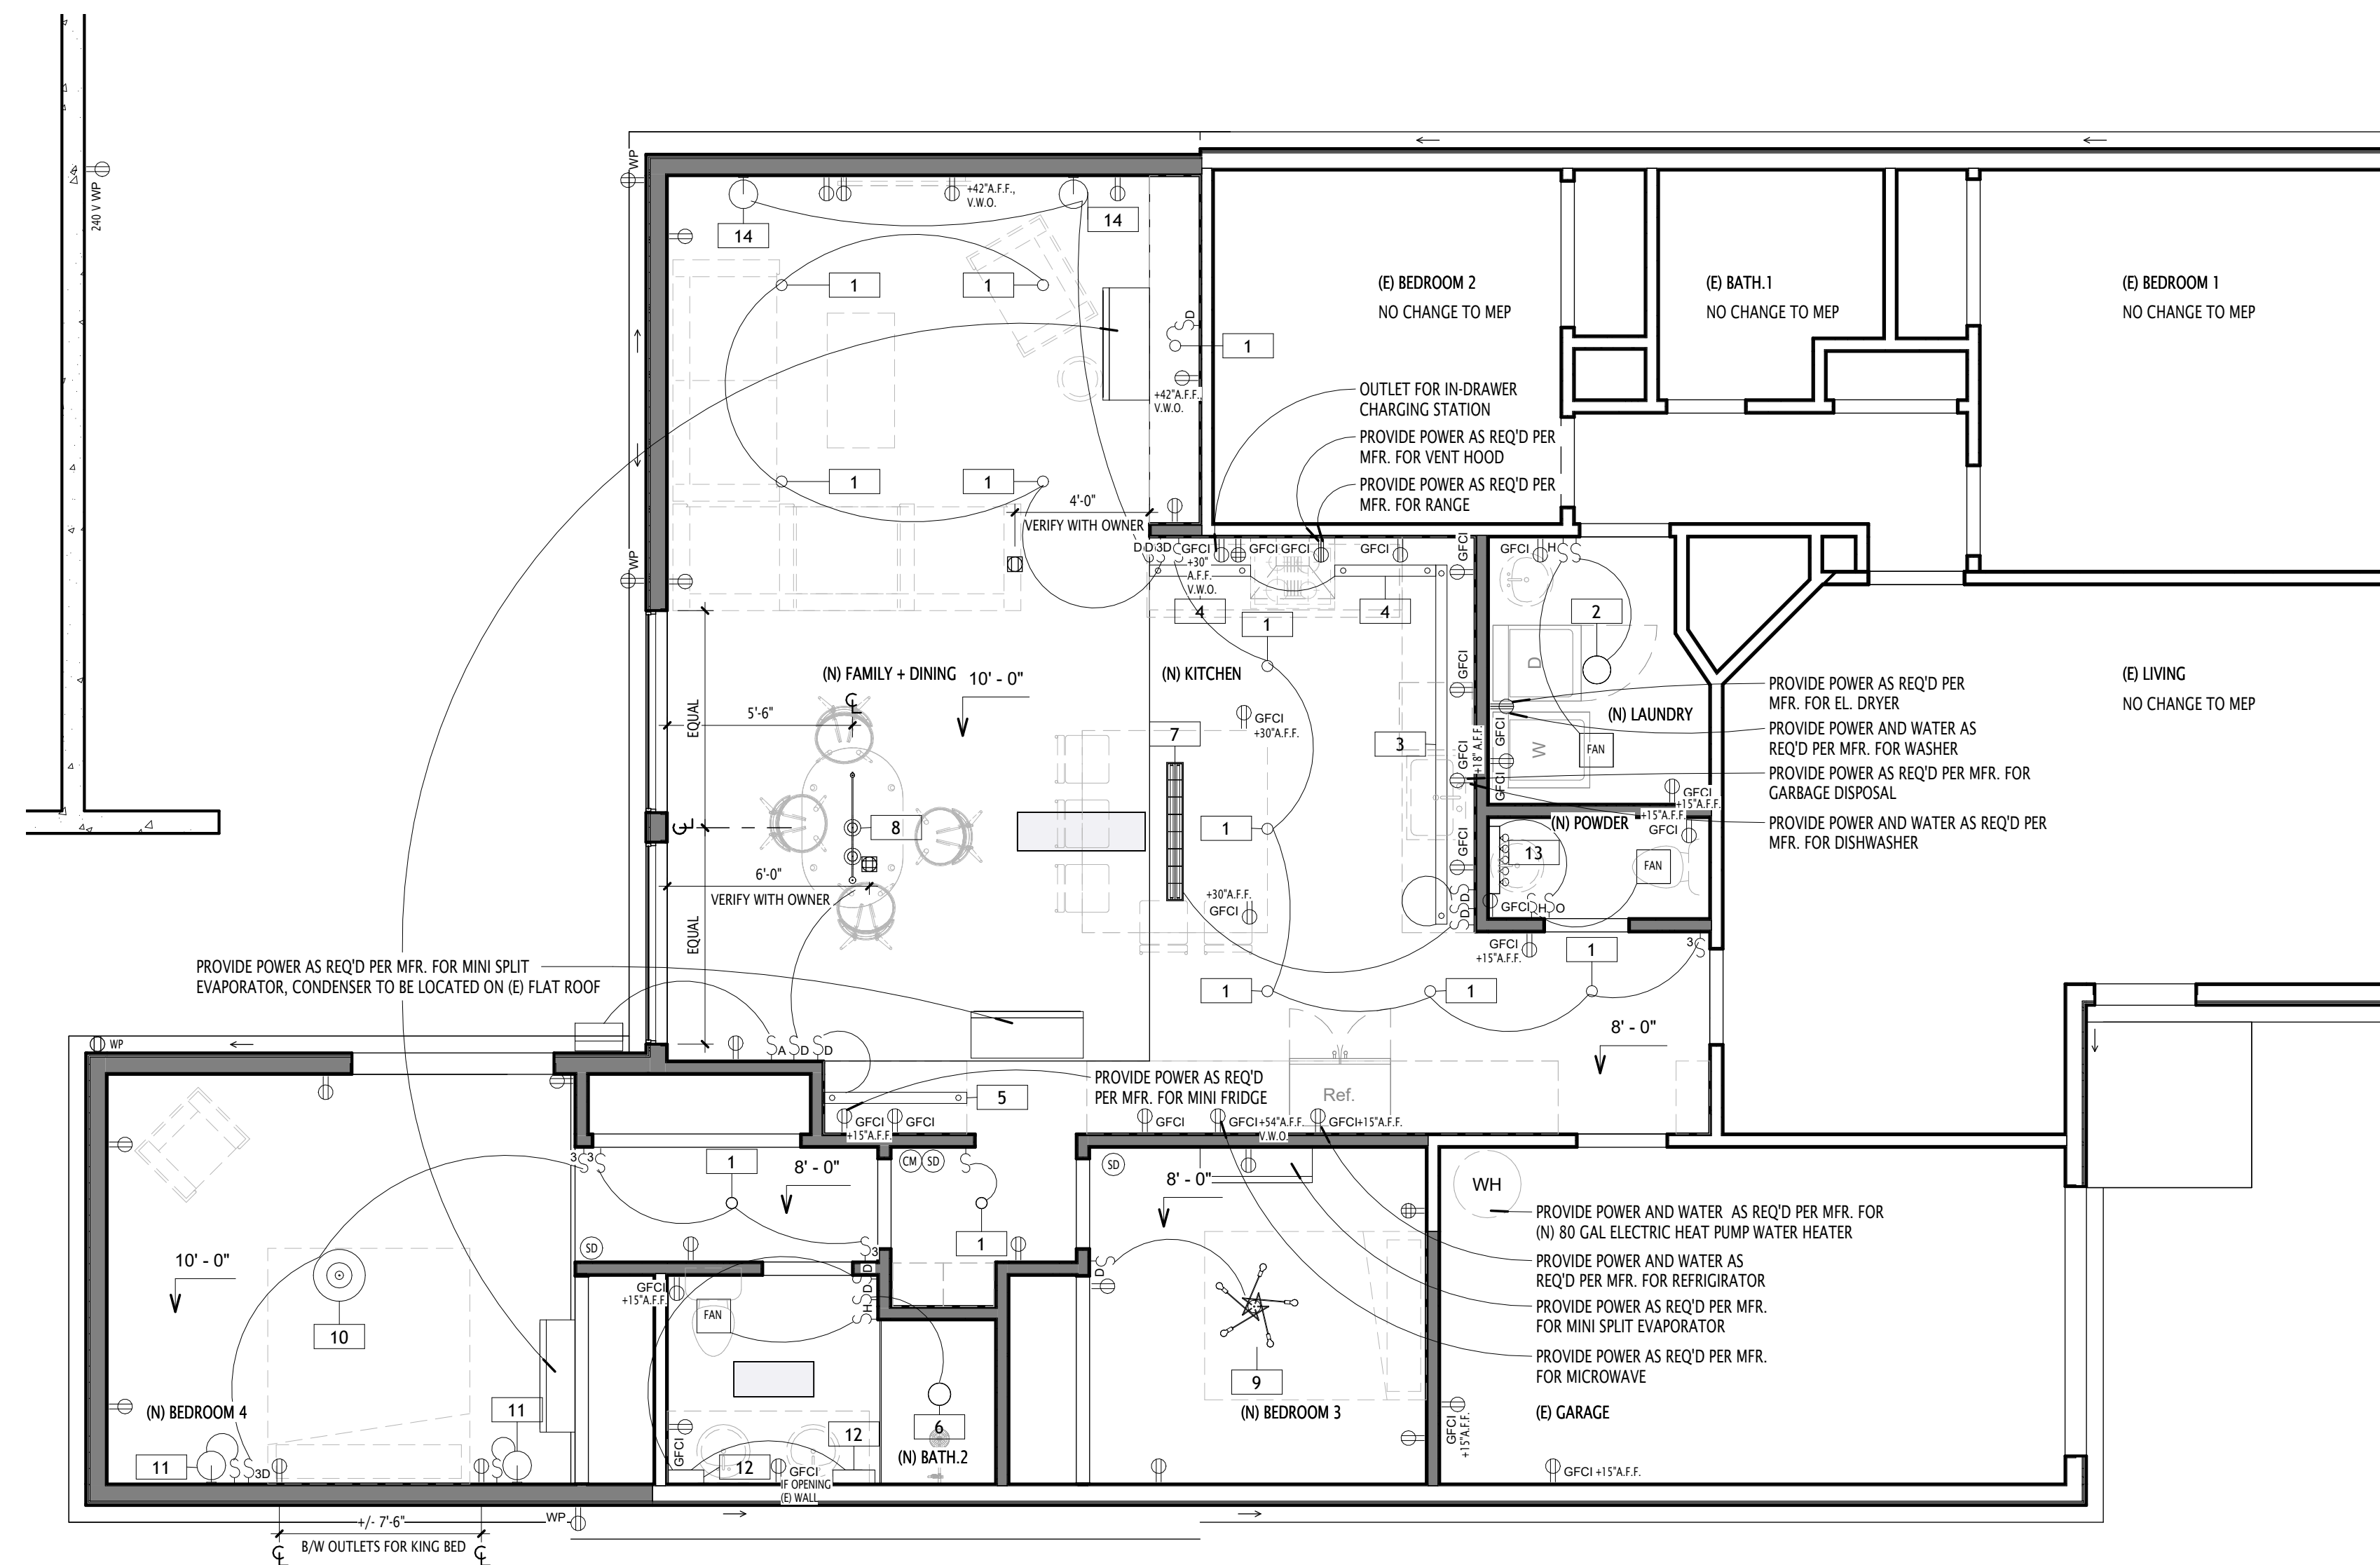 240 V WP
WP
+42"A.F.F.,
V.W.O.
14
14
1
1
D
1
+42"A.F.F.,
V.W.O.
1
1
4'-0"
VERIFY WITH OWNER
WP
(E) BEDROOM 2
NO CHANGE TO MEP
(E) BATH.1
NO CHANGE TO MEP
(E) BEDROOM 1
NO CHANGE TO MEP
OUTLET FOR IN-DRAWER
CHARGING STATION
PROVIDE POWER AS REQ'D PER
MFR. FOR VENT HOOD
PROVIDE POWER AS REQ'D PER
MFR. FOR RANGE
D D 3D
GFCI
+30"
A.F.F.
V.W.O.
GFCI
GFCI
GFCI
GFCI
GFCI
H
4
4
1
2
(N) FAMILY + DINING
10' - 0"
(N) KITCHEN
GFCI
D
(E) LIVING
NO CHANGE TO MEP
PROVIDE POWER AS REQ'D PER
MFR. FOR EL. DRYER
PROVIDE POWER AND WATER AS
REQ'D PER MFR. FOR WASHER
PROVIDE POWER AS REQ'D PER MFR. FOR
GARBAGE DISPOSAL
PROVIDE POWER AND WATER AS REQ'D PER
MFR. FOR DISHWASHER
EQUAL
5'-6"
℄
GFCI
+30"A.F.F.
7
3
GFCI
+18" A.F.F.
GFCI
(N) LAUNDRY
W
FAN
GFCI
GFCI
+15"A.F.F.
℄
8
1
(N) POWDER
+15"A.F.F.
GFCI
13
FAN
GFCI
6'-0"
VERIFY WITH OWNER
+30"A.F.F.
GFCI
D
D
GFCI
H
O
EQUAL
GFCI
+15"A.F.F.
1
3
PROVIDE POWER AS REQ'D PER MFR. FOR MINI SPLIT
EVAPORATOR, CONDENSER TO BE LOCATED ON (E) FLAT ROOF
1
1
8' - 0"
WP
A
D
D
PROVIDE POWER AS REQ'D
PER MFR. FOR MINI FRIDGE
Ref.
5
GFCI
+15"A.F.F.
GFCI
GFCI
GFCI+54"A.F.F.
V.W.O.
GFCI+15"A.F.F.
3
3
1
8' - 0"
CM
SD
SD
8' - 0"
WH
PROVIDE POWER AND WATER AS REQ'D PER MFR. FOR
(N) 80 GAL ELECTRIC HEAT PUMP WATER HEATER
PROVIDE POWER AND WATER AS
REQ'D PER MFR. FOR REFRIGIRATOR
PROVIDE POWER AS REQ'D PER MFR.
FOR MINI SPLIT EVAPORATOR
PROVIDE POWER AS REQ'D PER MFR.
FOR MICROWAVE
SD
3
1
10' - 0"
GFCI
+15"A.F.F.
D
D
H
D
FAN
10
9
(N) BEDROOM 4
11
11
3D
GFCI
12
12
GFCI
IF OPENING
(E) WALL
6
(N) BATH.2
(N) BEDROOM 3
GFCI
+15"A.F.F.
(E) GARAGE
GFCI +15"A.F.F.
+/- 7'-6"
WP
℄
B/W OUTLETS FOR KING BED
℄